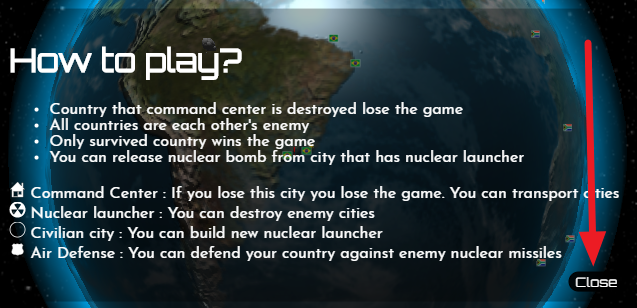 How to play?
Country that command center is destroyed lose the game
All countries are each other's enemy
Only survived country wins the game
You can release nuclear bomb from city that has nuclear launcher
Command Center : If you lose this city you lose the game. You can transport cities
Nuclear launcher : You can destroy enemy cities
Civilian city : You can build new nuclear launcher
Air Defense : You can defend your country against enemy nuclear missiles
Close